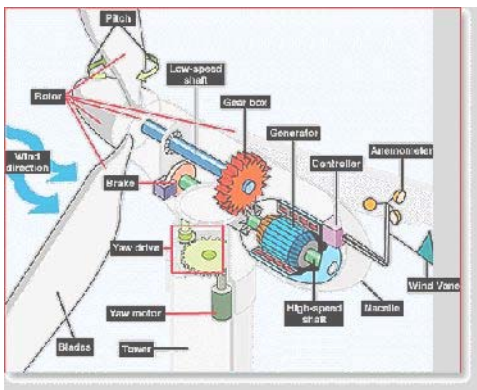 Pitch
Low-speed
shaft
Rotor
Gear box
Generator
Anemometer
Controller
Wind
direction
Brake
Yaw drive
Wind Vane
Yaw motor
High-speed
shaft
Nacelle
Blades
Tower